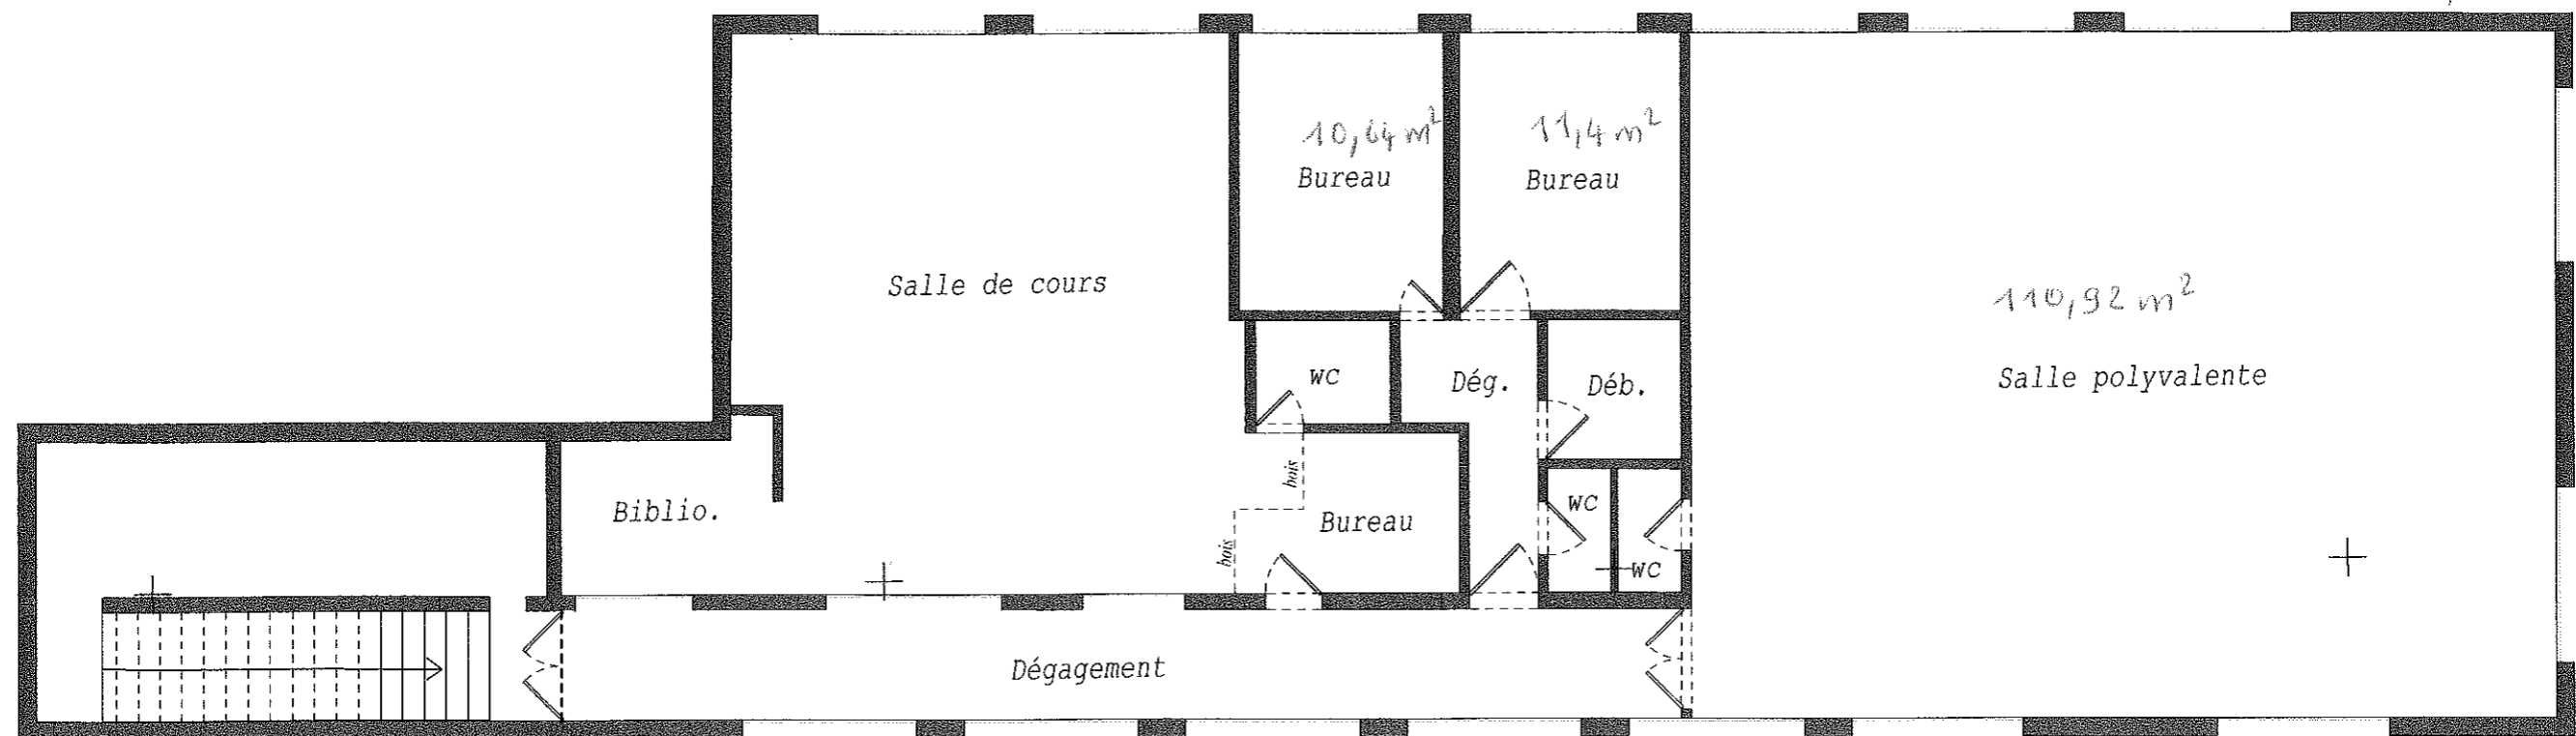 10,64 m²
Bureau
11,4 m²
Bureau
Salle de cours
110,92 m²
Salle polyvalente
WC
Dég.
Déb.
bois
Biblio.
Bureau
WC
bois
WC
Dégagement